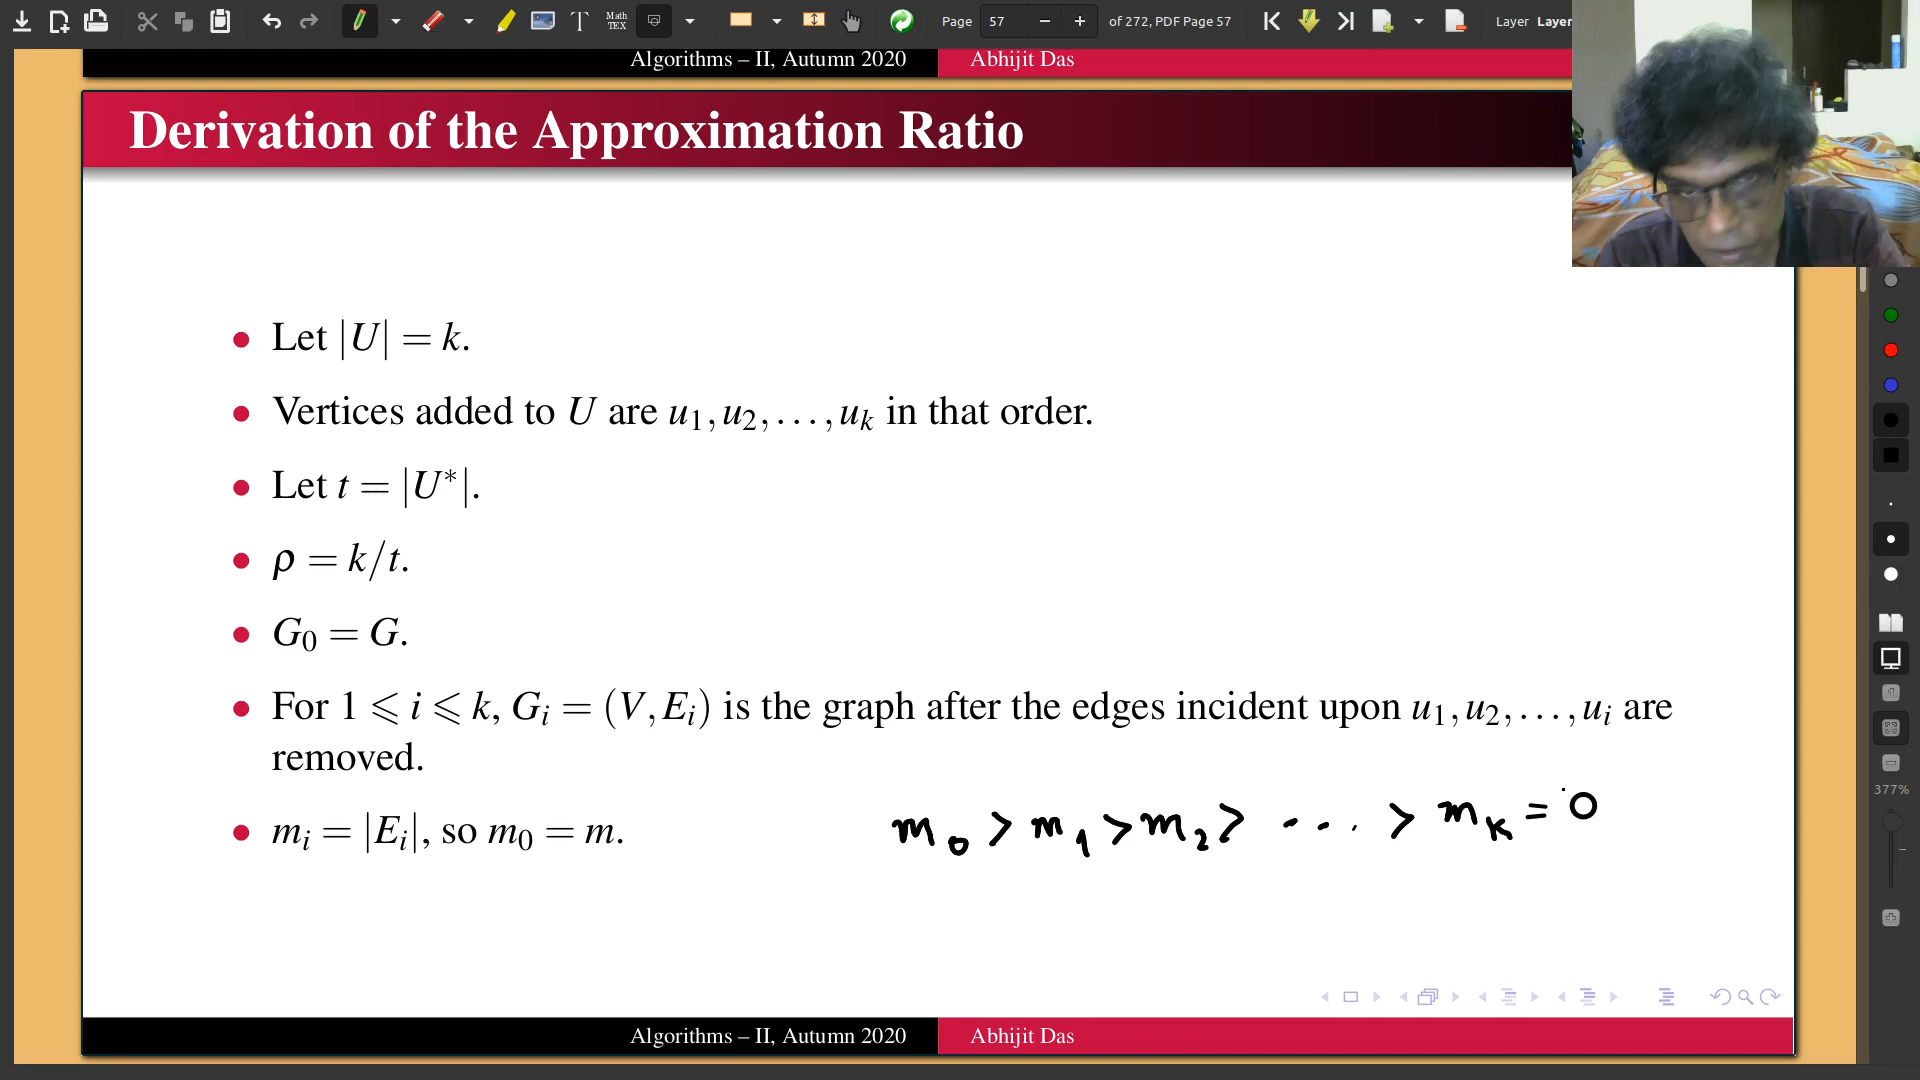 Math
TEX
Page 57 of 272, PDF Page 57
Layer Layer
Algorithms – II, Autumn 2020 Abhijit Das
Derivation of the Approximation Ratio
• Let |U| = k.
• Vertices added to U are u₁,u₂,...,uₖ in that order.
• Let t = |U*|.
• ρ = k/t.
• G₀ = G.
• For 1 ⩽ i ⩽ k, Gᵢ = (V,Eᵢ) is the graph after the edges incident upon u₁,u₂,...,uᵢ are
removed.
• mᵢ = |Eᵢ|, so m₀ = m.
m₀ > m₁ > m₂ > ... > mₖ = 0
377%
Algorithms – II, Autumn 2020 Abhijit Das